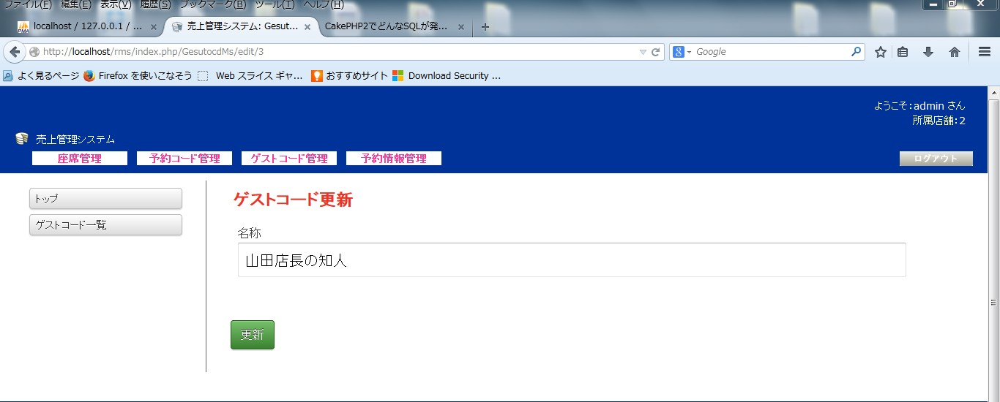 ファイル(F) 編集(E) 表示(V) 履歴(S) ブックマーク(B) ツール(T) ヘルプ(H)
PMA localhost / 127.0.0.1 / ... × 売上管理システム: Gesut... × CakePHP2でどんなSQLが発... × +
http://localhost/rms/index.php/GesutocdMs/edit/3 Google
よく見るページ Firefox を使いこなそう Web スライス ギャ... おすすめサイト Download Security ...
ようこそ:admin さん
所属店舗:2
売上管理システム
座席管理 予約コード管理 ゲストコード管理 予約情報管理 ログアウト
トップ
ゲストコード一覧
ゲストコード更新
名称
山田店長の知人
更新